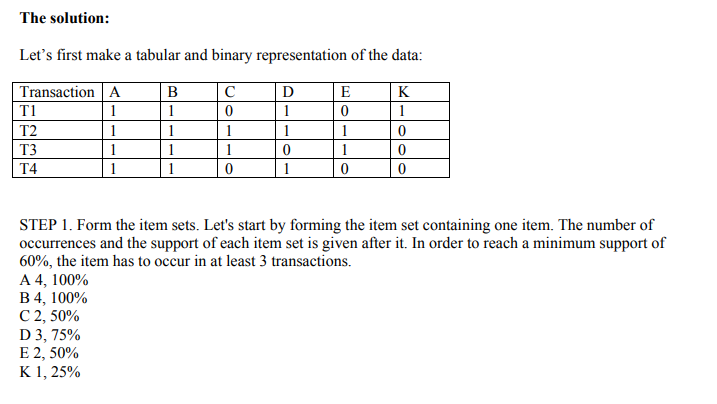 The solution:
Let's first make a tabular and binary representation of the data:
Transaction A B C D E K
T1 1 1 0 1 0 1
T2 1 1 1 1 1 0
T3 1 1 1 0 1 0
T4 1 1 0 1 0 0
STEP 1. Form the item sets. Let's start by forming the item set containing one item. The number of
occurrences and the support of each item set is given after it. In order to reach a minimum support of
60%, the item has to occur in at least 3 transactions.
A 4, 100%
B 4, 100%
C 2, 50%
D 3, 75%
E 2, 50%
K 1, 25%